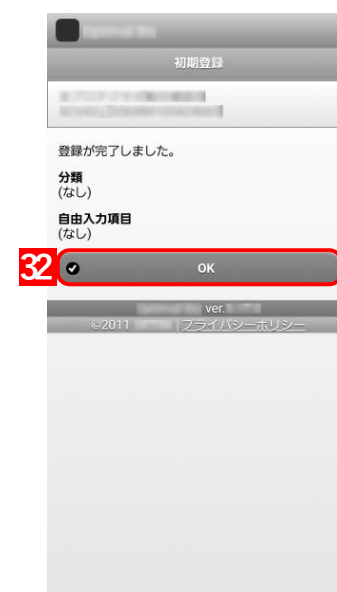 初期登録
登録が完了しました。
分類
(なし)
自由入力項目
(なし)
32
OK
ver.
©2011 | プライバシーポリシー